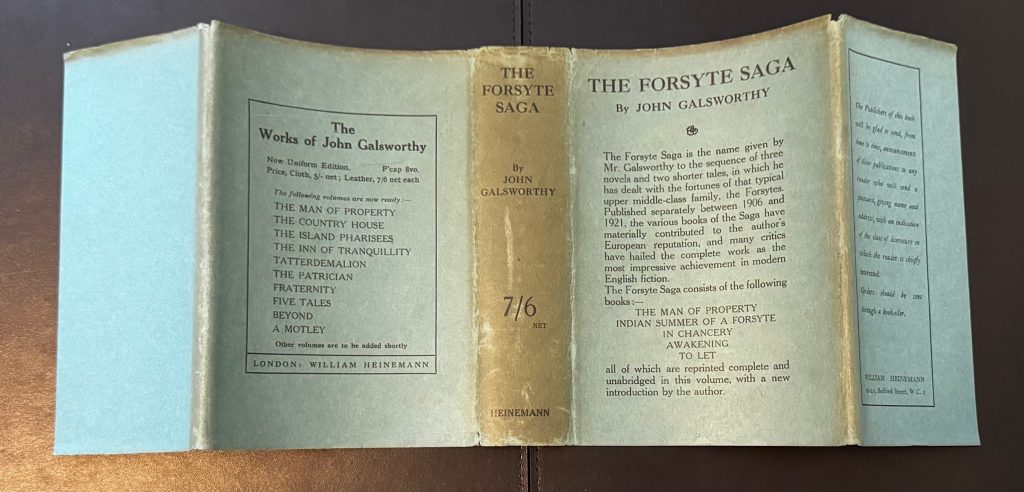 The
Works of John Galsworthy
New Uniform Edition. F'cap 8vo.
Price, Cloth, 5/- net; Leather, 7/6 net each
The following volumes are now ready:—
THE MAN OF PROPERTY
THE COUNTRY HOUSE
THE ISLAND PHARISEES
THE INN OF TRANQUILLITY
TATTERDEMALION
THE PATRICIAN
FRATERNITY
FIVE TALES
BEYOND
A MOTLEY
Other volumes are to be added shortly
LONDON: WILLIAM HEINEMANN
THE
FORSYTE
SAGA
By
JOHN
GALSWORTHY
7/6
NET
HEINEMANN
THE FORSYTE SAGA
By JOHN GALSWORTHY
The Forsyte Saga is the name given by
Mr. Galsworthy to the sequence of three
novels and two shorter tales, in which he
has dealt with the fortunes of that typical
upper middle-class family, the Forsytes.
Published separately between 1906 and
1921, the various books of the Saga have
materially contributed to the author's
European reputation, and many critics
have hailed the complete work as the
most impressive achievement in modern
English fiction.
The Forsyte Saga consists of the following
books:—
THE MAN OF PROPERTY
INDIAN SUMMER OF A FORSYTE
IN CHANCERY
AWAKENING
TO LET
all of which are reprinted complete and
unabridged in this volume, with a new
introduction by the author.
The Publishers of this book
will be glad to send, from
time to time, announcements
of their publications to any
reader who will send a
postcard, giving name and
address, with an indication
of the class of literature in
which the reader is chiefly
interested.
Orders should be sent
through a bookseller.
WILLIAM HEINEMANN
Bedford Street, W.C. 2